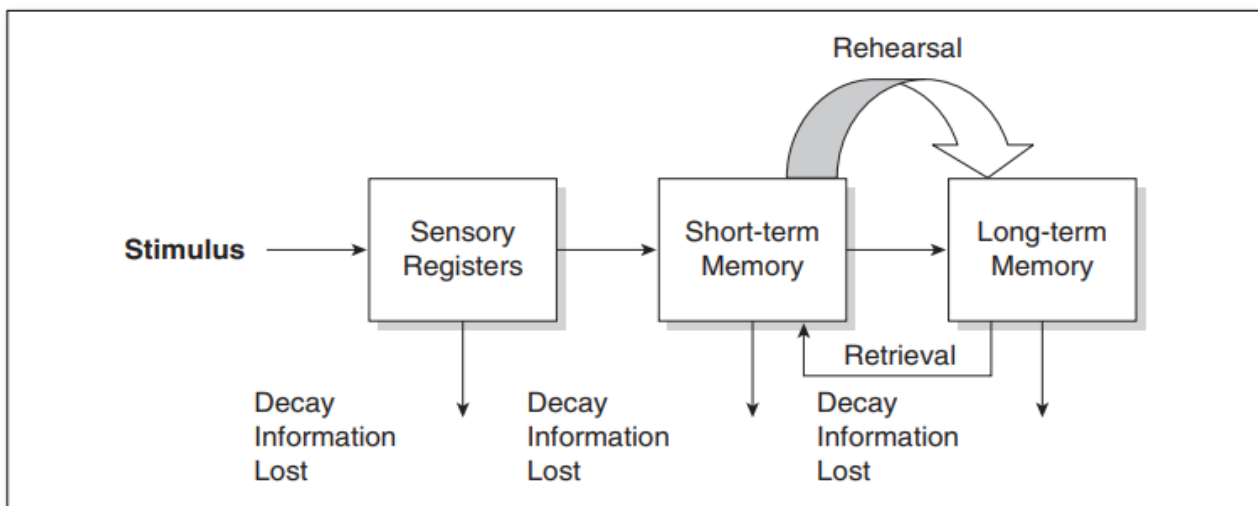 Rehearsal
Stimulus
Sensory
Registers
Short-term
Memory
Long-term
Memory
Retrieval
Decay
Information
Lost
Decay
Information
Lost
Decay
Information
Lost